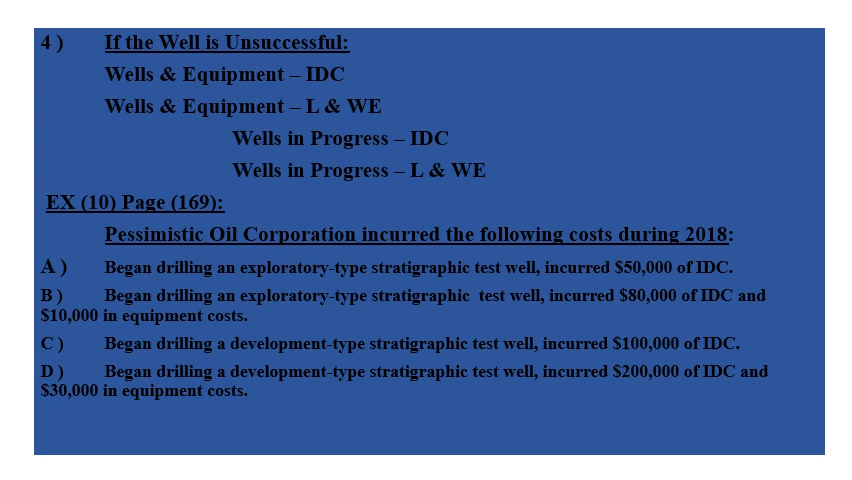 4 ) If the Well is Unsuccessful:
Wells & Equipment – IDC
Wells & Equipment – L & WE
Wells in Progress – IDC
Wells in Progress – L & WE
EX (10) Page (169):
Pessimistic Oil Corporation incurred the following costs during 2018:
A ) Began drilling an exploratory-type stratigraphic test well, incurred $50,000 of IDC.
B ) Began drilling an exploratory-type stratigraphic test well, incurred $80,000 of IDC and
$10,000 in equipment costs.
C ) Began drilling a development-type stratigraphic test well, incurred $100,000 of IDC.
D ) Began drilling a development-type stratigraphic test well, incurred $200,000 of IDC and
$30,000 in equipment costs.